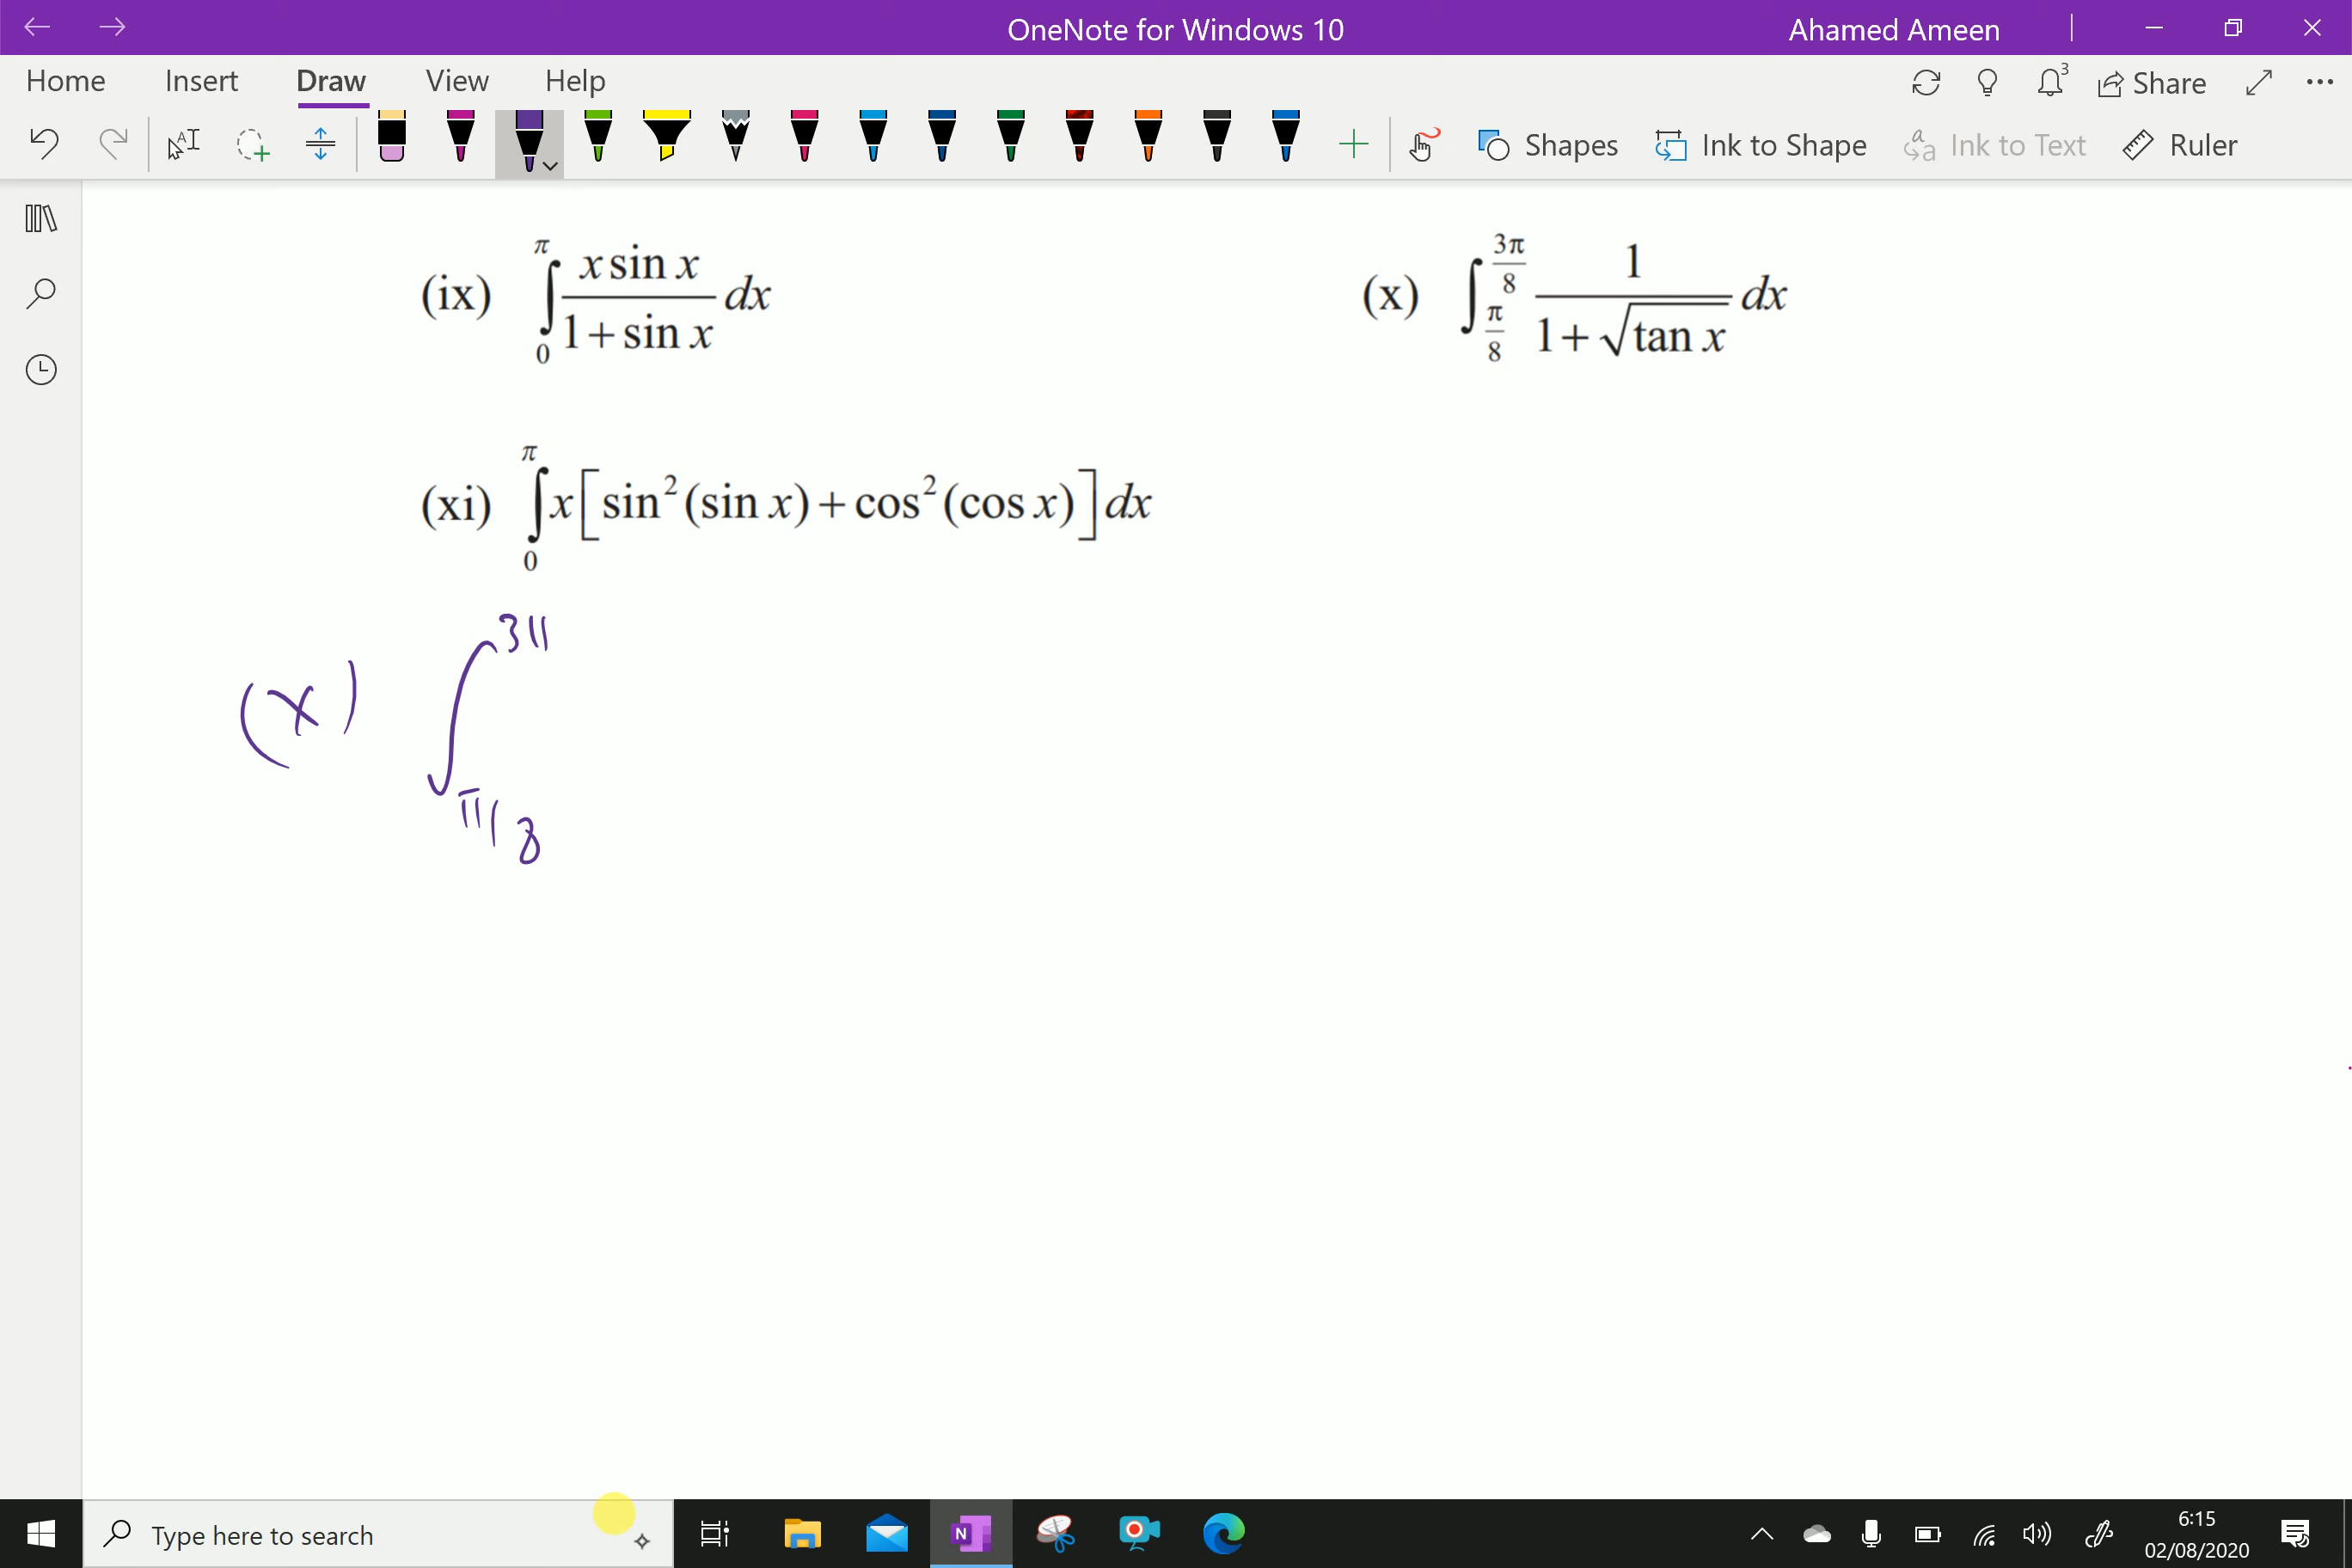 OneNote for Windows 10 Ahamed Ameen
Home Insert Draw View Help 3 Share
Shapes Ink to Shape Ink to Text Ruler
(ix) ∫₀^π (x sin x)/(1 + sin x) dx (x) ∫_{π/8}^{3π/8} 1/(1 + √(tan x)) dx
(xi) ∫₀^π x[sin²(sin x) + cos²(cos x)] dx
(x) ∫_{π/8}^{3π}
Type here to search 6:15
02/08/2020